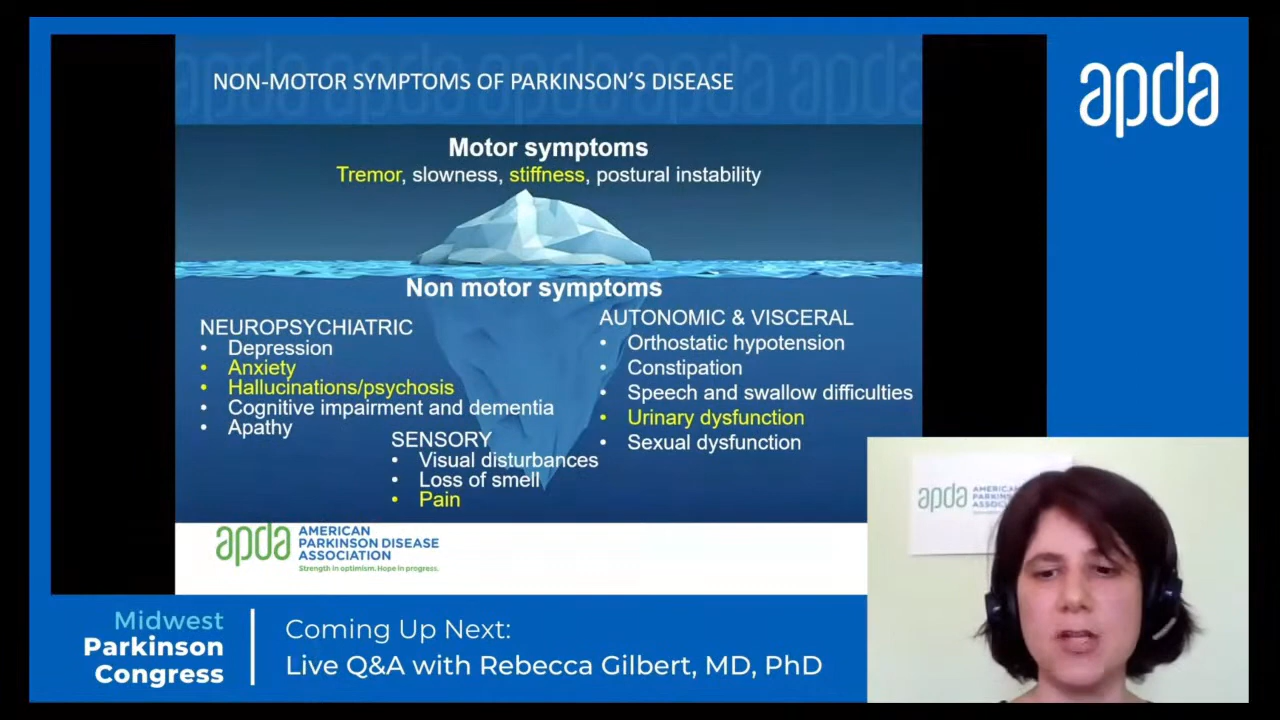 NON-MOTOR SYMPTOMS OF PARKINSON'S DISEASE
apda
Motor symptoms
Tremor, slowness, stiffness, postural instability
Non motor symptoms
NEUROPSYCHIATRIC
• Depression
• Anxiety
• Hallucinations/psychosis
• Cognitive impairment and dementia
• Apathy
SENSORY
• Visual disturbances
• Loss of smell
• Pain
AUTONOMIC & VISCERAL
• Orthostatic hypotension
• Constipation
• Speech and swallow difficulties
• Urinary dysfunction
• Sexual dysfunction
apda AMERICAN
PARKINSON DISEASE
ASSOCIATION
Strength in optimism. Hope in progress.
apda AMERICAN
Midwest
Parkinson
Congress
Coming Up Next:
Live Q&A with Rebecca Gilbert, MD, PhD